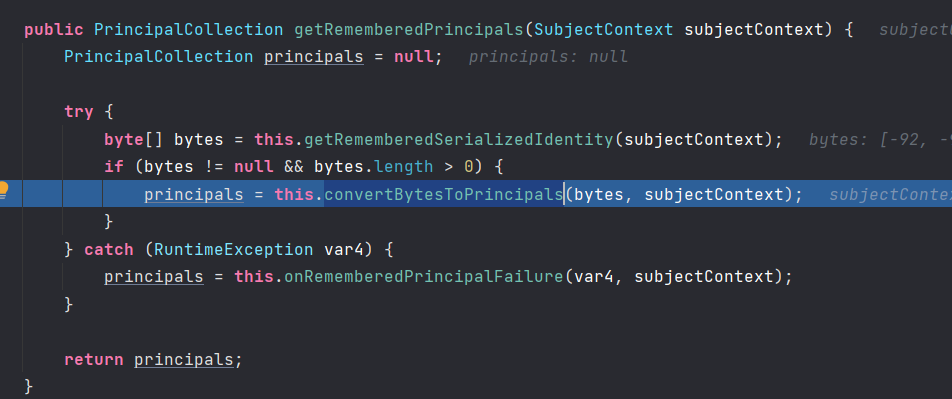 public PrincipalCollection getRememberedPrincipals(SubjectContext subjectContext) {
PrincipalCollection principals = null; principals: null
try {
byte[] bytes = this.getRememberedSerializedIdentity(subjectContext); bytes: [-92, -
if (bytes != null && bytes.length > 0) {
principals = this.convertBytesToPrincipals(bytes, subjectContext);
}
} catch (RuntimeException var4) {
principals = this.onRememberedPrincipalFailure(var4, subjectContext);
}
return principals;
}